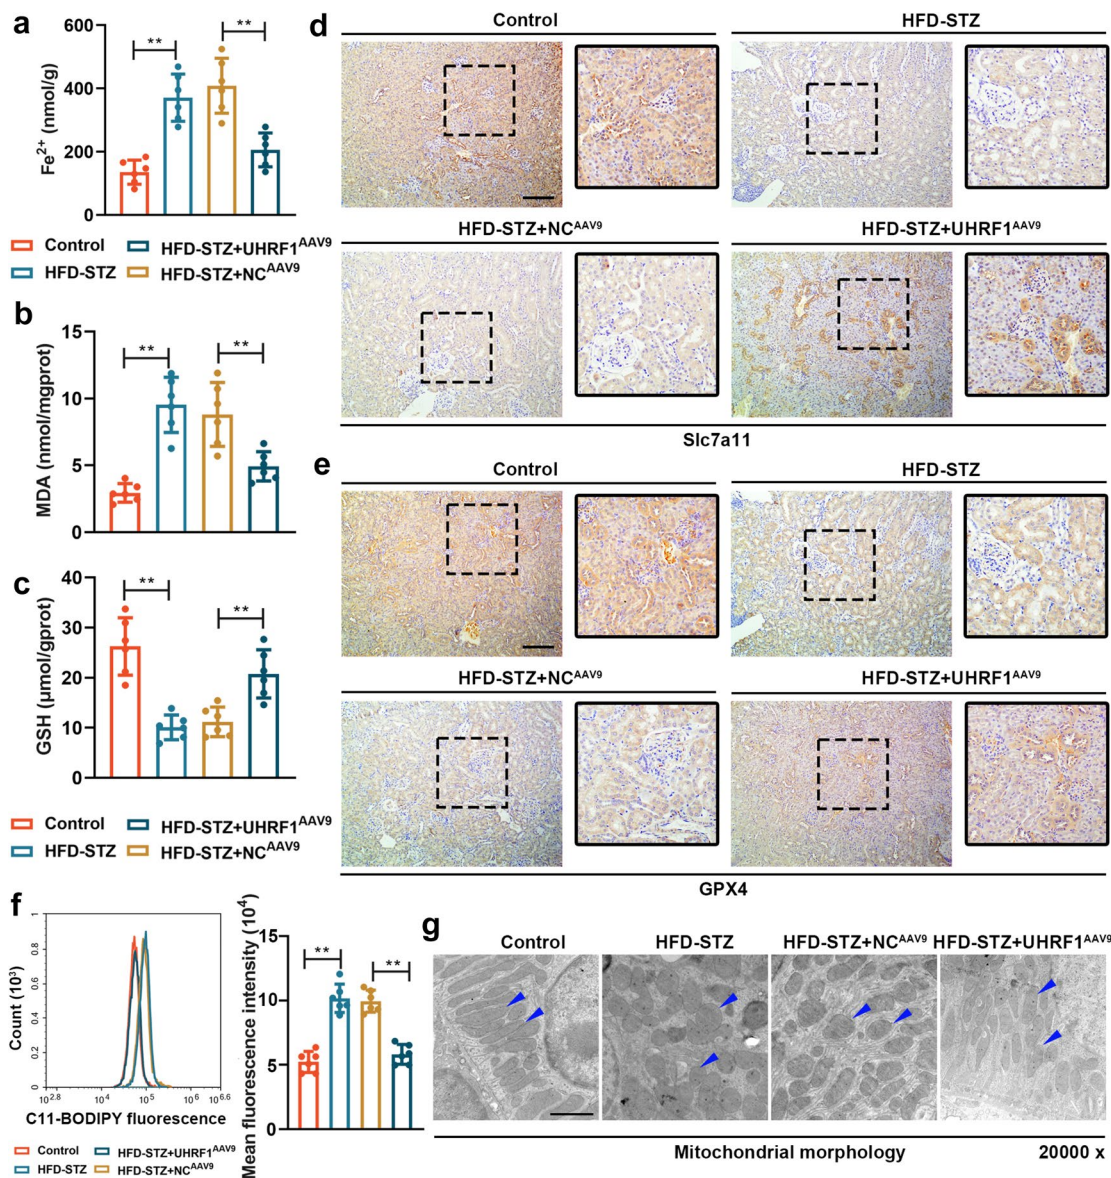 a
Fe2+ (nmol/g)
600
400
200
0
**
**
Control
HFD-STZ+UHRF1AAV9
HFD-STZ
HFD-STZ+NCAAV9
b
MDA (nmol/mgprot)
15
10
5
0
**
**
c
GSH (μmol/gprot)
40
30
20
10
0
**
**
Control
HFD-STZ+UHRF1AAV9
HFD-STZ
HFD-STZ+NCAAV9
d
Control
HFD-STZ
HFD-STZ+NCAAV9
HFD-STZ+UHRF1AAV9
Slc7a11
e
Control
HFD-STZ
HFD-STZ+NCAAV9
HFD-STZ+UHRF1AAV9
GPX4
f
Count (103)
1
0.8
0.6
0.4
0.2
0
102.8
104
105
106
106.6
C11-BODIPY fluorescence
Control
HFD-STZ+UHRF1AAV9
HFD-STZ
HFD-STZ+NCAAV9
Mean fluorescence intensity (104)
15
10
5
0
**
**
g
Control
HFD-STZ
HFD-STZ+NCAAV9
HFD-STZ+UHRF1AAV9
Mitochondrial morphology
20000 x